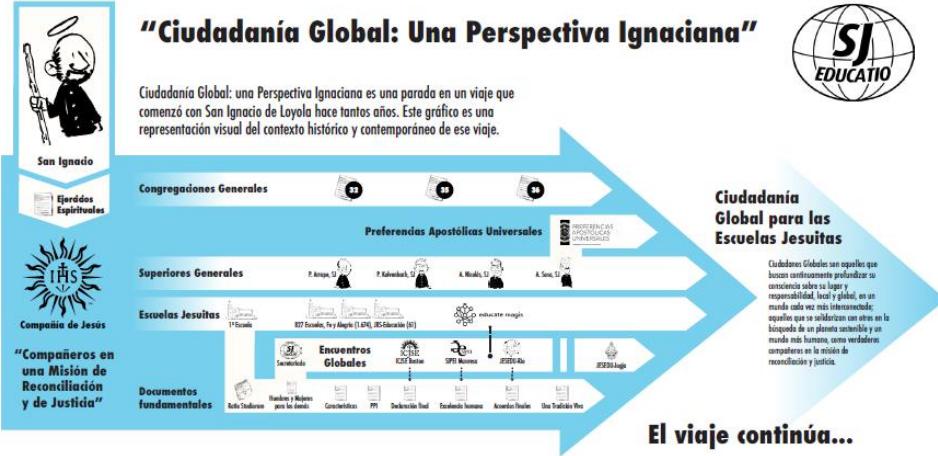 "Ciudadanía Global: Una Perspectiva Ignaciana"
SJ
EDUCATIO
Ciudadanía Global: una Perspectiva Ignaciana es una parada en un viaje que
comenzó con San Ignacio de Loyola hace tantos años. Este gráfico es una
representación visual del contexto histórico y contemporáneo de ese viaje.
San Ignacio
Ejercicios
Espirituales
IHS
Compañía de Jesús
"Compañeros en
una Misión de
Reconciliación
y de Justicia"
Congregaciones Generales
32
35
36
Preferencias Apostólicas Universales
PREFERENCIAS
APOSTÓLICAS
UNIVERSALES
Superiores Generales
P. Arrupe, SJ
P. Kolvenbach, SJ
A. Nicolás, SJ
A. Sosa, SJ
Escuelas Jesuitas
1ª Escuela
827 Escuelas, Fe y Alegría (1.674), JRS-Educación (61)
educate magis
Encuentros
Globales
Secretariado
ICJSE Boston
SIPEI Manresa
JESEDU-Rio
JESEDU-Jogja
Documentos
fundamentales
Ratio Studiorum
Hombres y Mujeres
para los demás
Características
PPI
Declaración Final
Excelencia humana
Acuerdos Finales
Una Tradición Viva
Ciudadanía
Global para las
Escuelas Jesuitas
Ciudadanos Globales son aquellos que
buscan continuamente profundizar su
consciencia sobre su lugar y
responsabilidad, local y global, en un
mundo cada vez más interconectado;
aquellos que se solidarizan con otros en la
búsqueda de un planeta sostenible y un
mundo más humano, como verdaderos
compañeros en la misión de
reconciliación y justicia.
El viaje continúa...